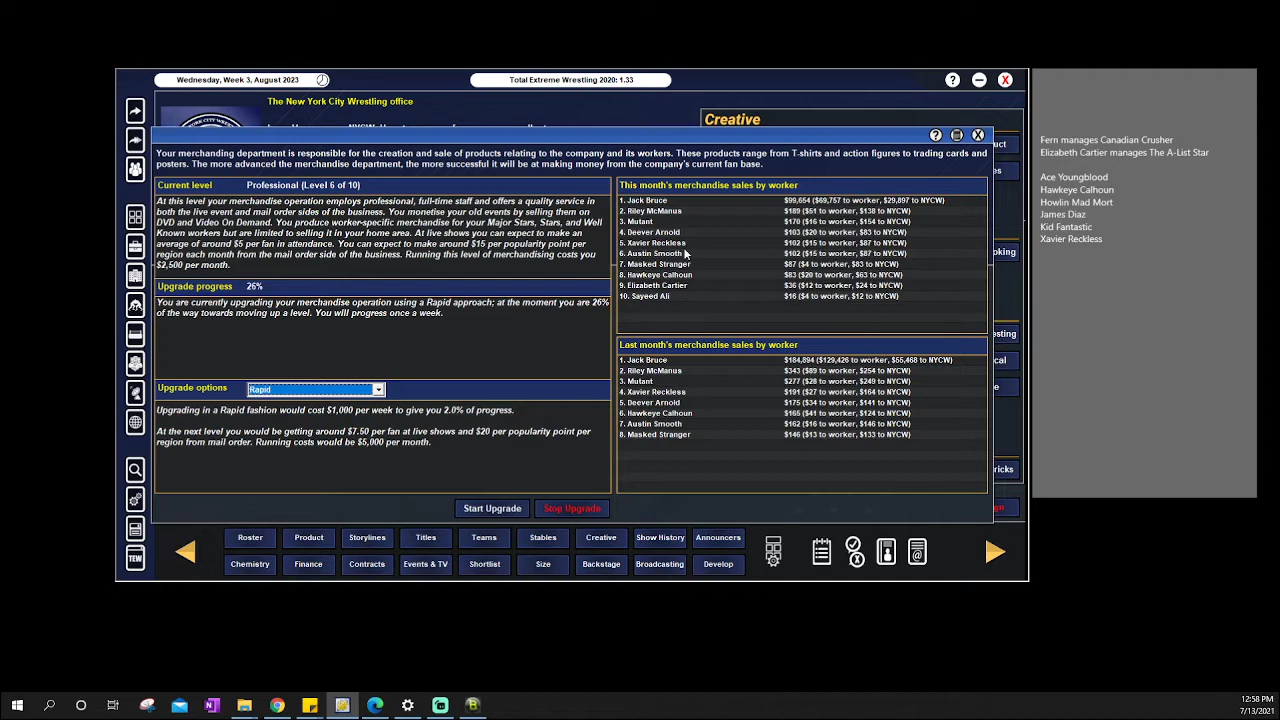 Wednesday, Week 3, August 2023
Total Extreme Wrestling 2020: 1.33
?
X
The New York City Wrestling office
Creative
? X
Your merchanding department is responsible for the creation and sale of products relating to the company and its workers. These products range from T-shirts and action figures to trading cards and
posters. The more advanced the merchandise department, the more successful it will be at making money from the company's current fan base.
Current level Professional (Level 6 of 10)
At this level your merchandise operation employs professional, full-time staff and offers a quality service in
both the live event and mail order sides of the business. You monetise your old events by selling them on
DVD and Video On Demand. You produce worker-specific merchandise for your Major Stars, Stars, and Well
Known workers but are limited to selling it in your home area. At live shows you can expect to make an
average of around $5 per fan in attendance. You can expect to make around $15 per popularity point per
region each month from the mail order side of the business. Running this level of merchandising costs you
$2,500 per month.
Upgrade progress 26%
You are currently upgrading your merchandise operation using a Rapid approach; at the moment you are 26%
of the way towards moving up a level. You will progress once a week.
Upgrade options Rapid
Upgrading in a Rapid fashion would cost $1,000 per week to give you 2.0% of progress.
At the next level you would be getting around $7.50 per fan at live shows and $20 per popularity point per
region from mail order. Running costs would be $5,000 per month.
This month's merchandise sales by worker
1. Jack Bruce $99,654 ($69,757 to worker, $29,897 to NYCW)
2. Riley McManus $189 ($51 to worker, $138 to NYCW)
3. Mutant $170 ($16 to worker, $154 to NYCW)
4. Deever Arnold $103 ($20 to worker, $83 to NYCW)
5. Xavier Reckless $102 ($15 to worker, $87 to NYCW)
6. Austin Smooth $102 ($15 to worker, $87 to NYCW)
7. Masked Stranger $87 ($4 to worker, $83 to NYCW)
8. Hawkeye Calhoun $83 ($20 to worker, $63 to NYCW)
9. Elizabeth Cartier $36 ($12 to worker, $24 to NYCW)
10. Sayeed Ali $16 ($4 to worker, $12 to NYCW)
Last month's merchandise sales by worker
1. Jack Bruce $184,894 ($129,426 to worker, $55,468 to NYCW)
2. Riley McManus $343 ($89 to worker, $254 to NYCW)
3. Mutant $277 ($28 to worker, $249 to NYCW)
4. Xavier Reckless $191 ($27 to worker, $164 to NYCW)
5. Deever Arnold $175 ($34 to worker, $141 to NYCW)
6. Hawkeye Calhoun $165 ($41 to worker, $124 to NYCW)
7. Austin Smooth $162 ($16 to worker, $146 to NYCW)
8. Masked Stranger $146 ($13 to worker, $133 to NYCW)
Start Upgrade Stop Upgrade
Roster Product Storylines Titles Teams Stables Creative Show History Announcers
Chemistry Finance Contracts Events & TV Shortlist Size Backstage Broadcasting Develop
TEW
Fern manages Canadian Crusher
Elizabeth Cartier manages The A-List Star
Ace Youngblood
Hawkeye Calhoun
Howlin Mad Mort
James Diaz
Kid Fantastic
Xavier Reckless
12:58 PM
7/13/2021